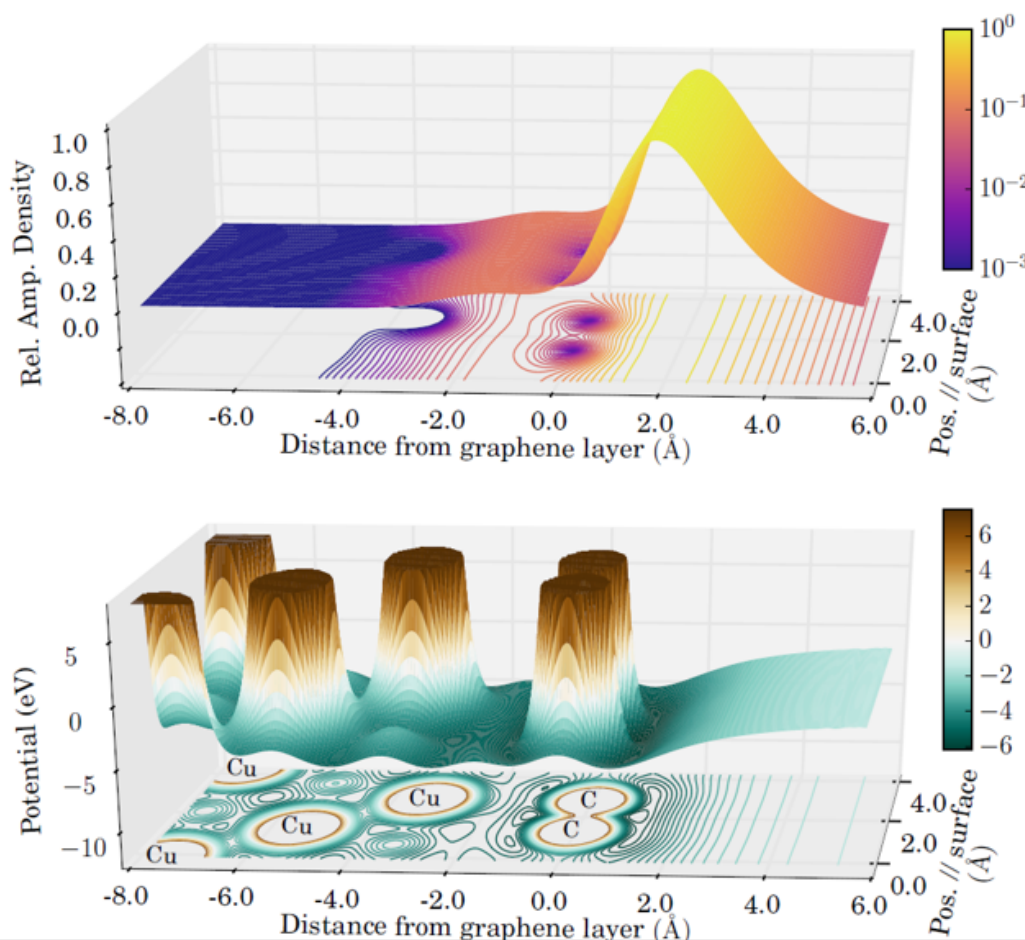 10⁰
10⁻¹
10⁻²
10⁻³
Rel. Amp. Density
1.0
0.8
0.6
0.4
0.2
0.0
-8.0 -6.0 -4.0 -2.0 0.0 2.0 4.0 6.0
Distance from graphene layer (Å)
0.0 2.0 4.0
Pos. // surface
(Å)
6
4
2
0
−2
−4
−6
Potential (eV)
5
0
−5
−10
Cu
Cu
Cu
Cu
C
C
-8.0 -6.0 -4.0 -2.0 0.0 2.0 4.0 6.0
Distance from graphene layer (Å)
0.0 2.0 4.0
Pos. // surface
(Å)